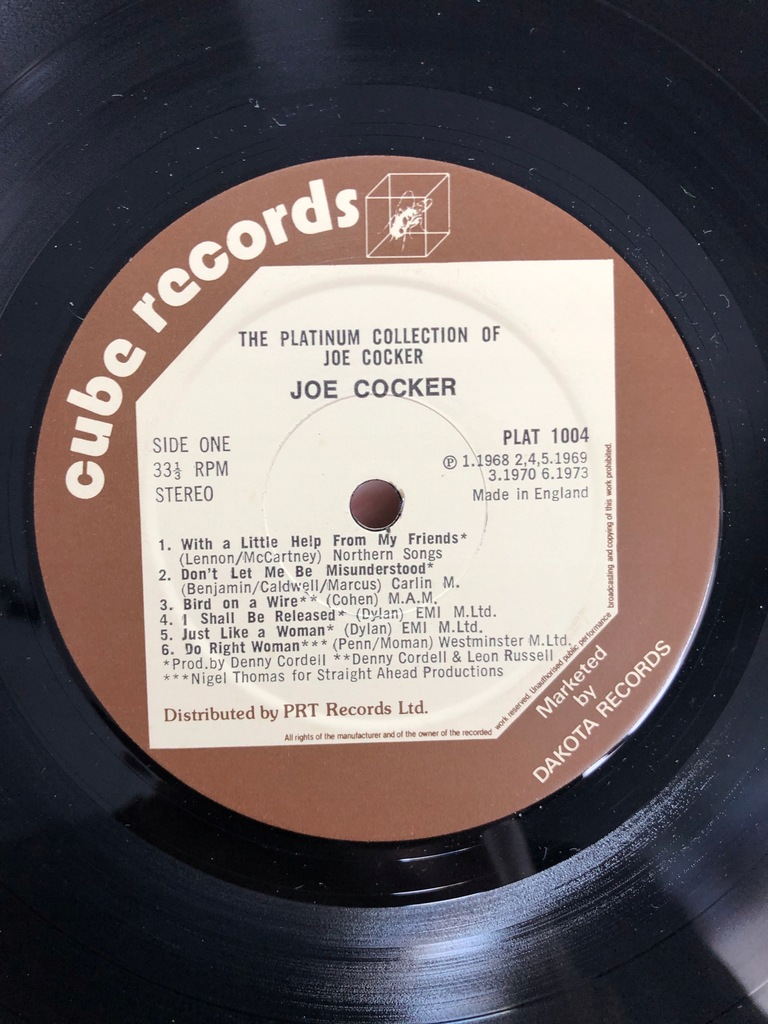 cube records
THE PLATINUM COLLECTION OF
JOE COCKER
JOE COCKER
SIDE ONE
33⅓ RPM
STEREO
PLAT 1004
℗ 1.1968 2,4,5.1969
3.1970 6.1973
Made in England
1. With a Little Help From My Friends*
(Lennon/McCartney) Northern Songs
2. Don't Let Me Be Misunderstood*
(Benjamin/Caldwell/Marcus) Carlin M.
3. Bird on a Wire** (Cohen) M.A.M.
4. I Shall Be Released* (Dylan) EMI M.Ltd.
5. Just Like a Woman* (Dylan) EMI M.Ltd.
6. Do Right Woman*** (Penn/Moman) Westminster M.Ltd.
*Prod.by Denny Cordell **Denny Cordell & Leon Russell
***Nigel Thomas for Straight Ahead Productions
Distributed by PRT Records Ltd.
All rights of the manufacturer and of the owner of the recorded
work reserved. Unauthorised public performance
broadcasting and copying of this work prohibited.
Marketed
by
DAKOTA RECORDS